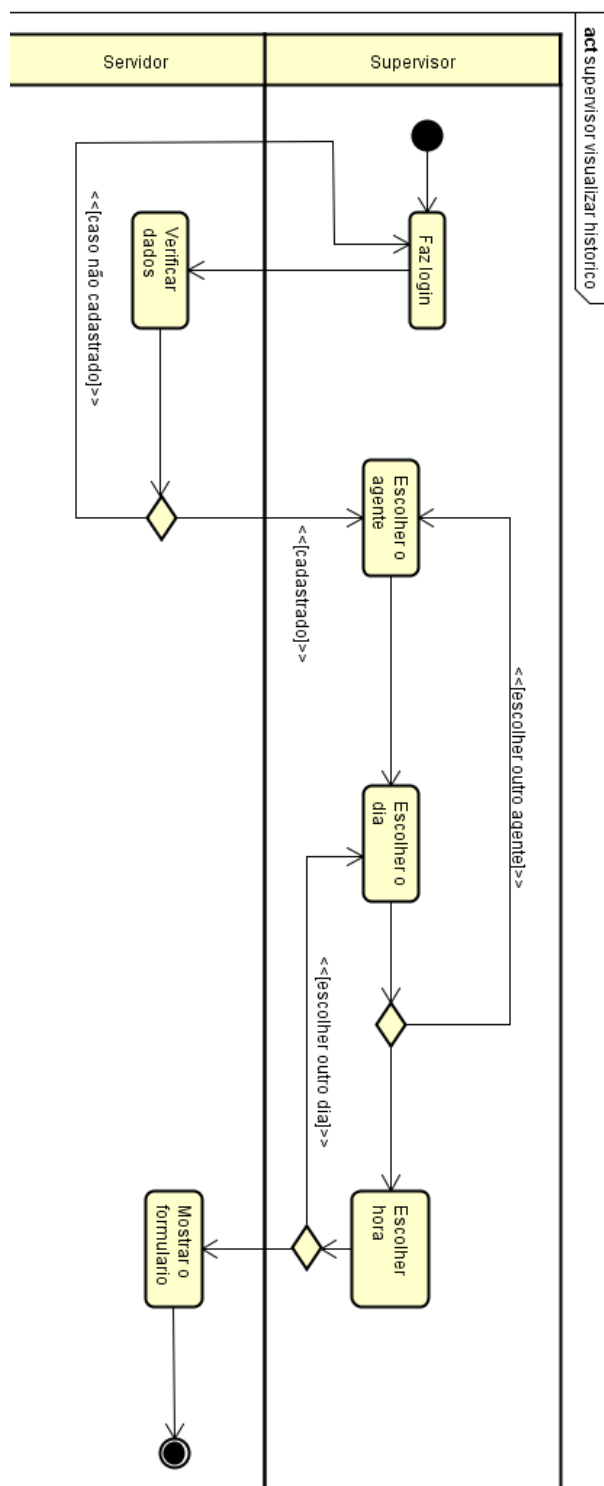 act supervisor visualizar historico
Servidor
Supervisor
Faz login
Verificar
dados
<<[caso não cadastrado]>>
Escolher o
agente
<<[cadastrado]>>
<<[escolher outro agente]>>
Escolher o
dia
<<[escolher outro dia]>>
Escolher
hora
Mostrar o
formulario